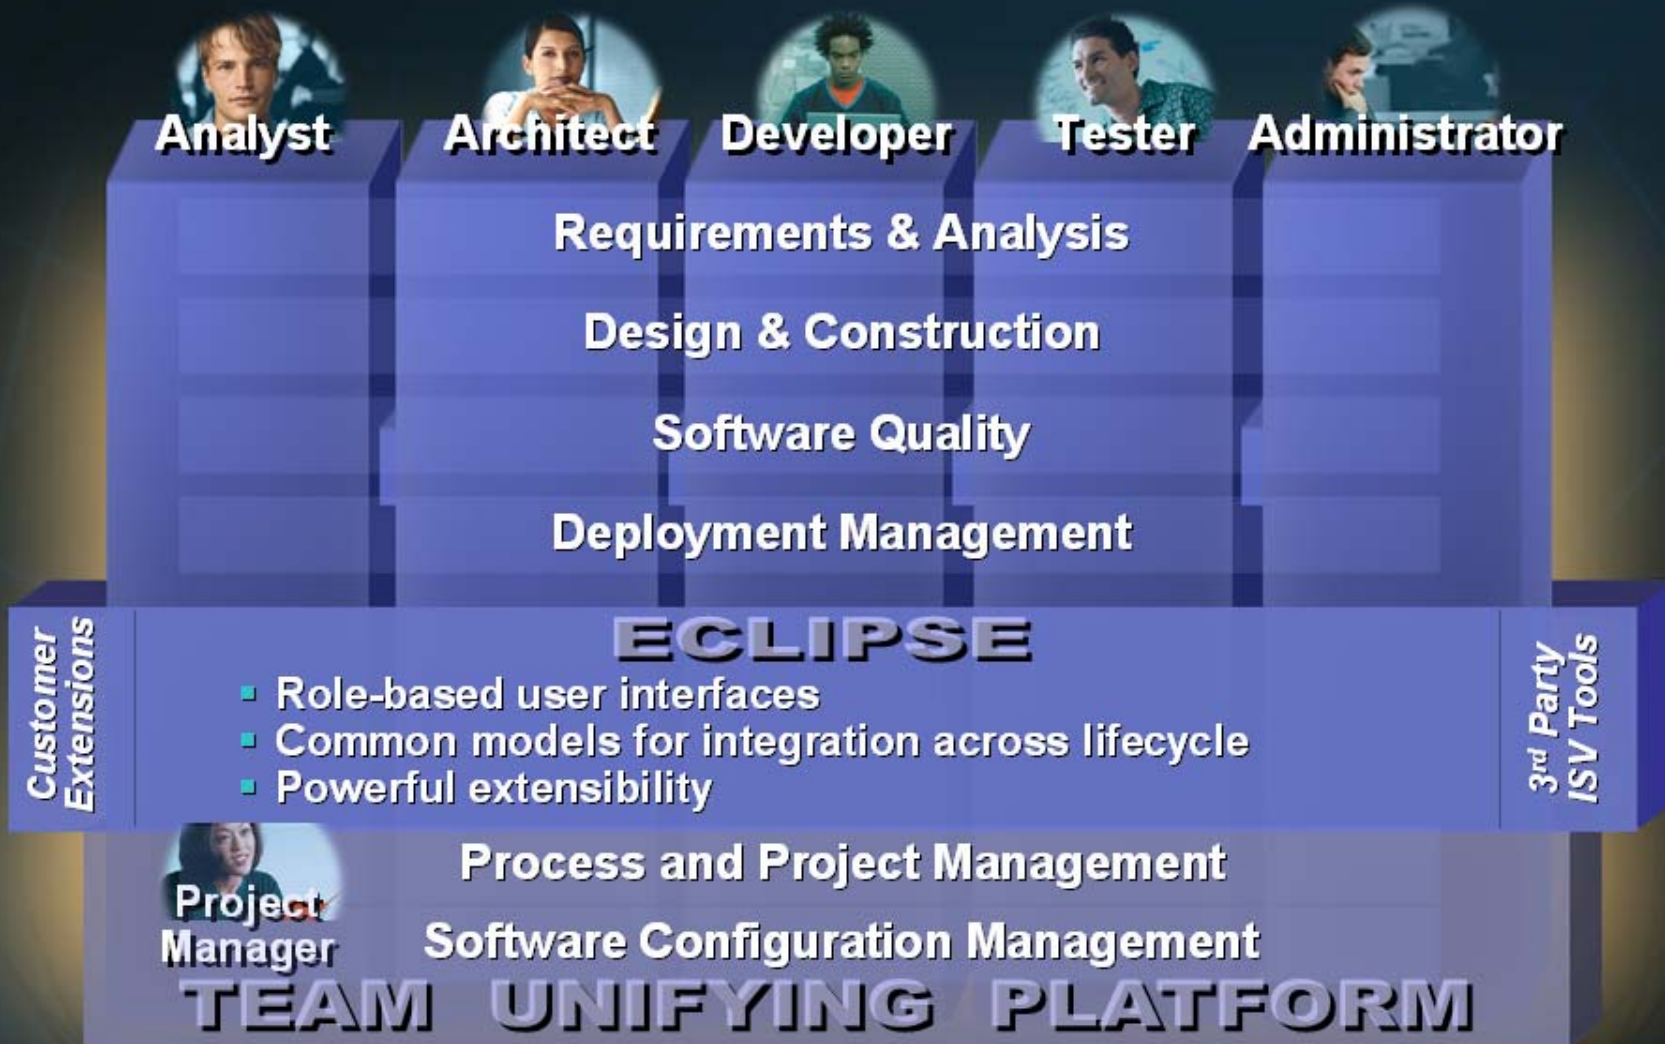 Analyst
Architect
Developer
Tester
Administrator
Requirements & Analysis
Design & Construction
Software Quality
Deployment Management
Customer
Extensions
ECLIPSE
Role-based user interfaces
Common models for integration across lifecycle
Powerful extensibility
3rd Party
ISV Tools
Project
Manager
Process and Project Management
Software Configuration Management
TEAM UNIFYING PLATFORM